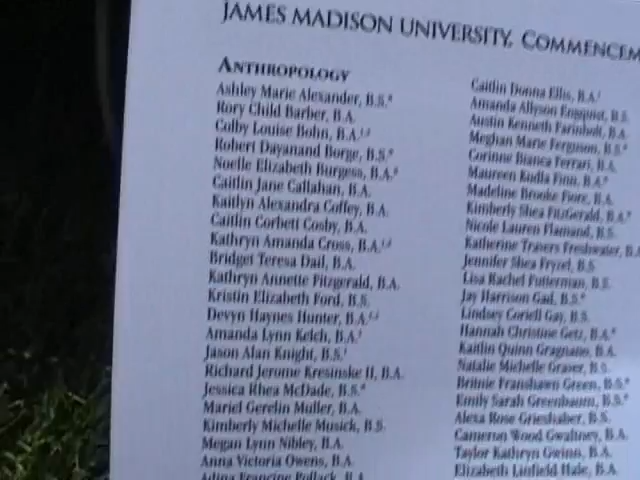 JAMES MADISON UNIVERSITY, COMMENCEM
ANTHROPOLOGY
Ashley Marie Alexander, B.S.*
Rory Child Barber, B.A.
Colby Louise Bohn, B.A.
Robert Dayanand Borge, B.S.*
Noelle Elizabeth Burgess, B.A.*
Caitlin Jane Callahan, B.A.
Kaitlyn Alexandra Coffey, B.A.
Caitlin Corbett Cosby, B.A.
Kathryn Amanda Cross, B.A.
Bridget Teresa Dail, B.A.
Kathryn Annette Fitzgerald, B.A.
Kristin Elizabeth Ford, B.S.
Devyn Haynes Hunter, B.A.
Amanda Lynn Kelch, B.A.
Jason Alan Knight, B.S.
Richard Jerome Kresinske II, B.A.
Jessica Rhea McDade, B.S.*
Mariel Gerelin Muller, B.A.
Kimberly Michelle Musick, B.S.
Megan Lynn Nibley, B.A.
Anna Victoria Owens, B.A.
Adina Francine Pollack, B.A.
Caitlin Donna Ellis, B.A.
Amanda Allyson Enquist, B.S.
Austin Kenneth Farinholt, B.A.
Meghan Marie Ferguson, B.S.*
Corinne Bianca Ferrari, B.A.
Maureen Kudla Finn, B.A.*
Madeline Brooke Fiore, B.A.
Kimberly Shea FitzGerald, B.A.*
Nicole Lauren Flamand, B.S.
Katherine Travers Freshwater, B.A
Jennifer Shea Fryzel, B.S.
Lisa Rachel Futterman, B.S.
Jay Harrison Gad, B.S.*
Lindsey Coriell Gay, B.S.
Hannah Christine Getz, B.A.*
Kaitlin Quinn Gragnano, B.A.
Natalie Michelle Graver, B.S.
Britnie Franshawn Green, B.S.*
Emily Sarah Greenbaum, B.S.*
Alexa Rose Grieshaber, B.S.
Cameron Wood Gwaltney, B.A.
Taylor Kathryn Gwinn, B.A.
Elizabeth Linfield Hale, B.A.